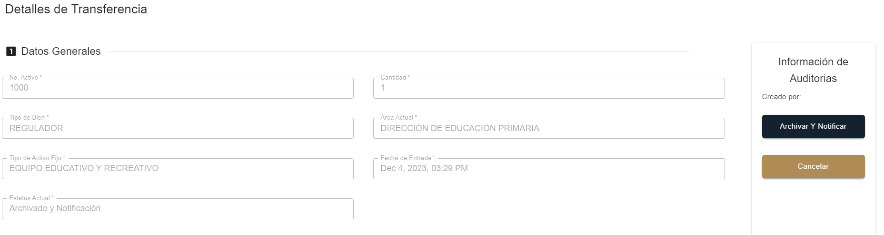 Detalles de Transferencia
1 Datos Generales
No. Activo *
1000
Cantidad *
1
Tipo de Bien *
REGULADOR
Área Actual *
DIRECCIÓN DE EDUCACIÓN PRIMARIA
Tipo de Activo Fijo *
EQUIPO EDUCATIVO Y RECREATIVO
Fecha de Entrada *
Dec 4, 2023, 03:29 PM
Estatus Actual *
Archivado y Notificación
Información de
Auditorias
Creado por:
Archivar Y Notificar
Cancelar